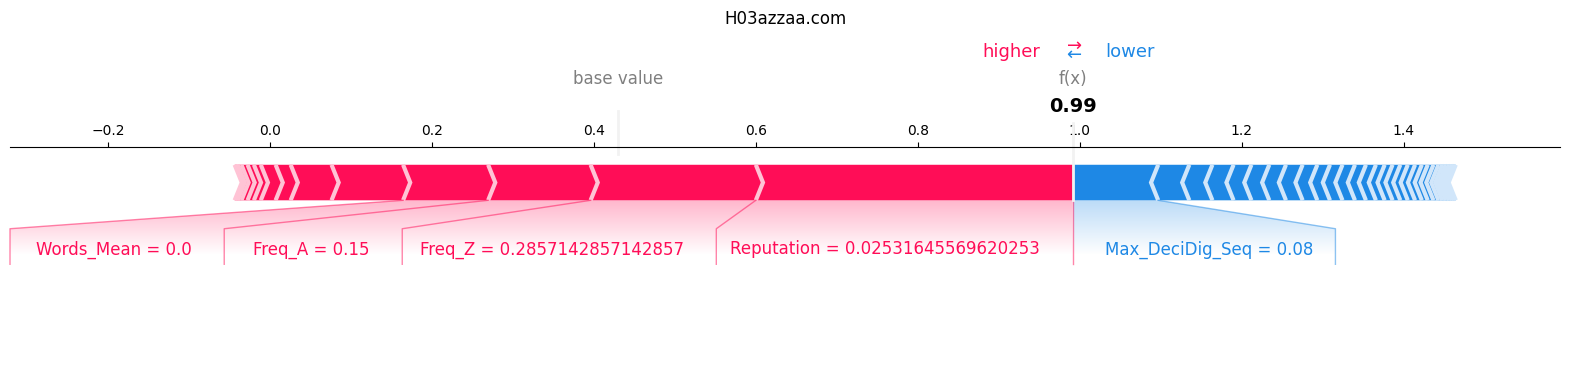 H03azzaa.com
higher ⇄ lower
base value f(x)
0.99
−0.2 0.0 0.2 0.4 0.6 0.8 1.0 1.2 1.4
Words_Mean = 0.0 Freq_A = 0.15 Freq_Z = 0.2857142857142857 Reputation = 0.02531645569620253 Max_DeciDig_Seq = 0.08